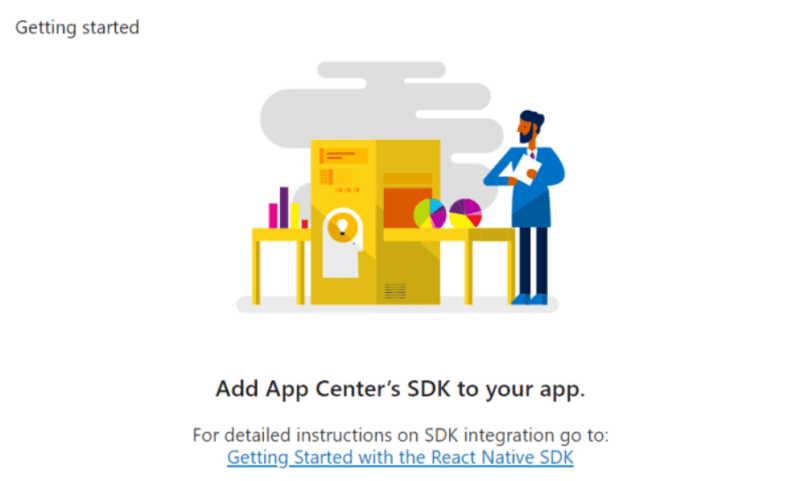 Getting started
Add App Center's SDK to your app.
For detailed instructions on SDK integration go to:
Getting Started with the React Native SDK